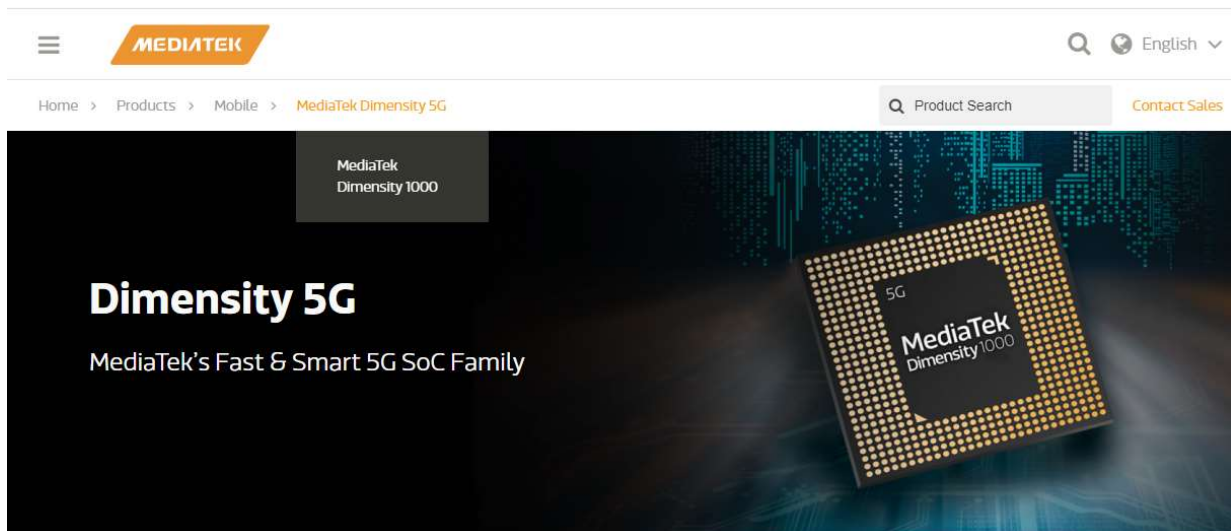 MEDIATEK
English
Home > Products > Mobile > MediaTek Dimensity 5G
Product Search
Contact Sales
MediaTek
Dimensity 1000
Dimensity 5G
MediaTek's Fast & Smart 5G SoC Family
5G
MediaTek
Dimensity 1000